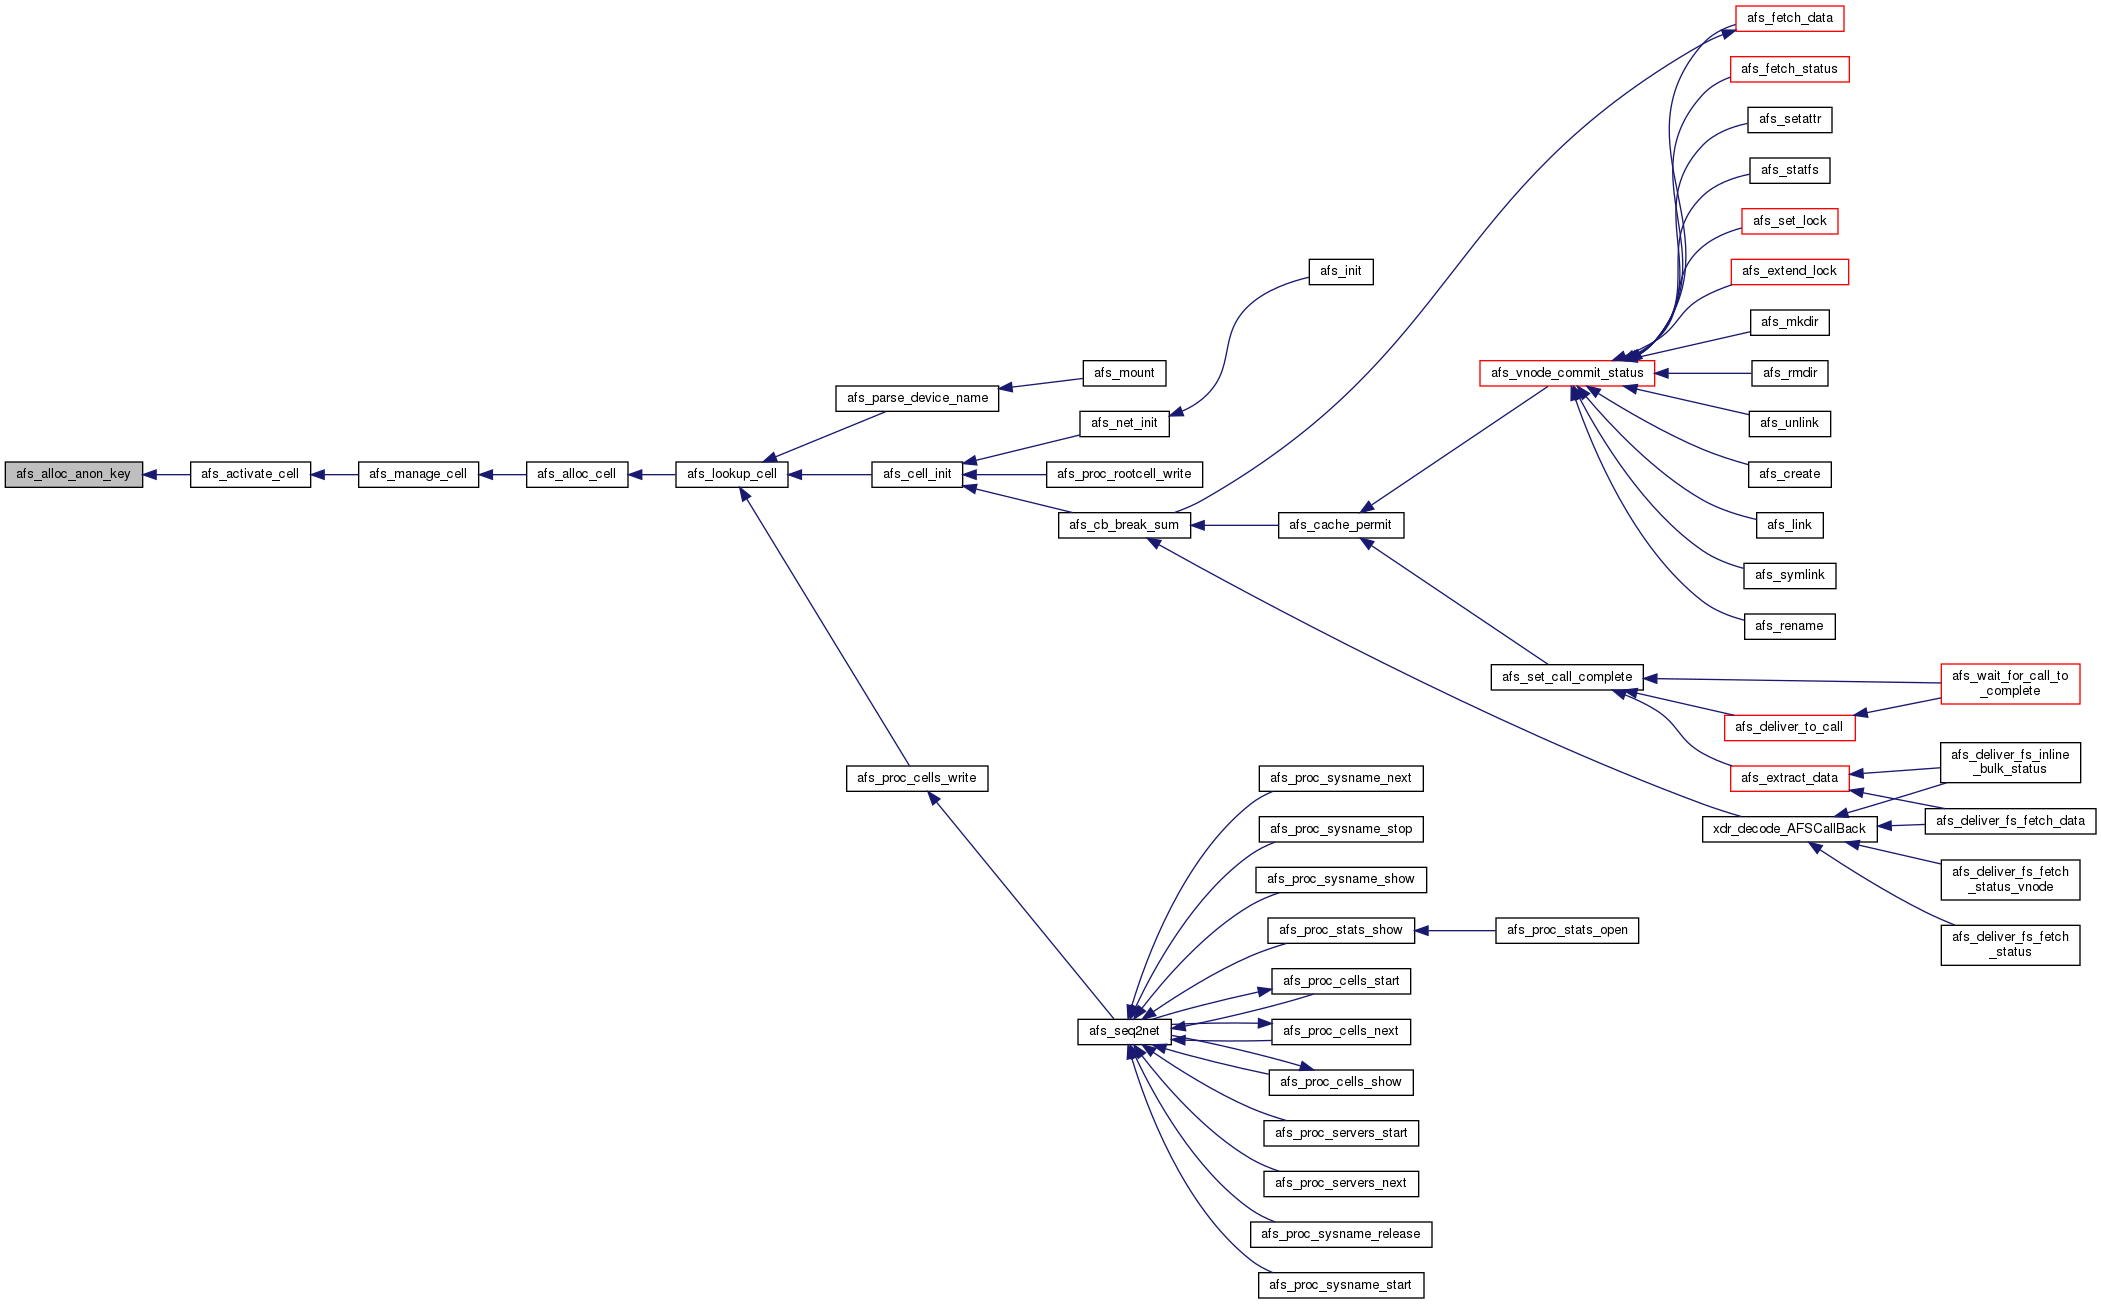 afs_alloc_anon_key
afs_activate_cell
afs_manage_cell
afs_alloc_cell
afs_lookup_cell
afs_parse_device_name
afs_mount
afs_cell_init
afs_net_init
afs_init
afs_proc_rootcell_write
afs_cb_break_sum
afs_cache_permit
afs_vnode_commit_status
afs_fetch_data
afs_fetch_status
afs_setattr
afs_statfs
afs_set_lock
afs_extend_lock
afs_mkdir
afs_rmdir
afs_unlink
afs_create
afs_link
afs_symlink
afs_rename
afs_set_call_complete
afs_wait_for_call_to
_complete
afs_deliver_to_call
afs_extract_data
afs_deliver_fs_inline
_bulk_status
xdr_decode_AFSCallBack
afs_deliver_fs_fetch_data
afs_deliver_fs_fetch
_status_vnode
afs_deliver_fs_fetch
_status
afs_proc_cells_write
afs_seq2net
afs_proc_sysname_next
afs_proc_sysname_stop
afs_proc_sysname_show
afs_proc_stats_show
afs_proc_stats_open
afs_proc_cells_start
afs_proc_cells_next
afs_proc_cells_show
afs_proc_servers_start
afs_proc_servers_next
afs_proc_sysname_release
afs_proc_sysname_start